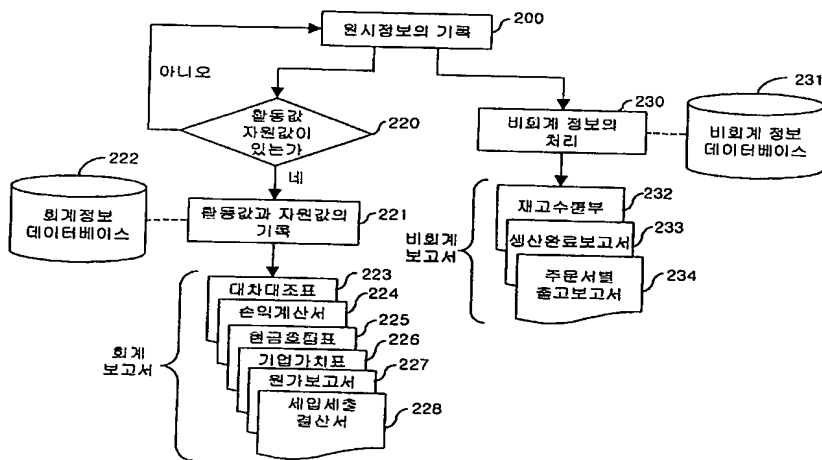 원시정보의 기록
200
아니오
활동값
자원값이
있는가
220
네
230
비회계 정보의
처리
231
비회계 정보
데이터베이스
222
회계정보
데이터베이스
활동값과 자원값의
기록
221
재고수불부
232
생산완료보고서
233
주문서별
출고보고서
234
비회계
보고서
대차대조표
223
손익계산서
224
현금흐름표
225
기업가치표
226
원가보고서
227
세입세출
결산서
228
회계
보고서